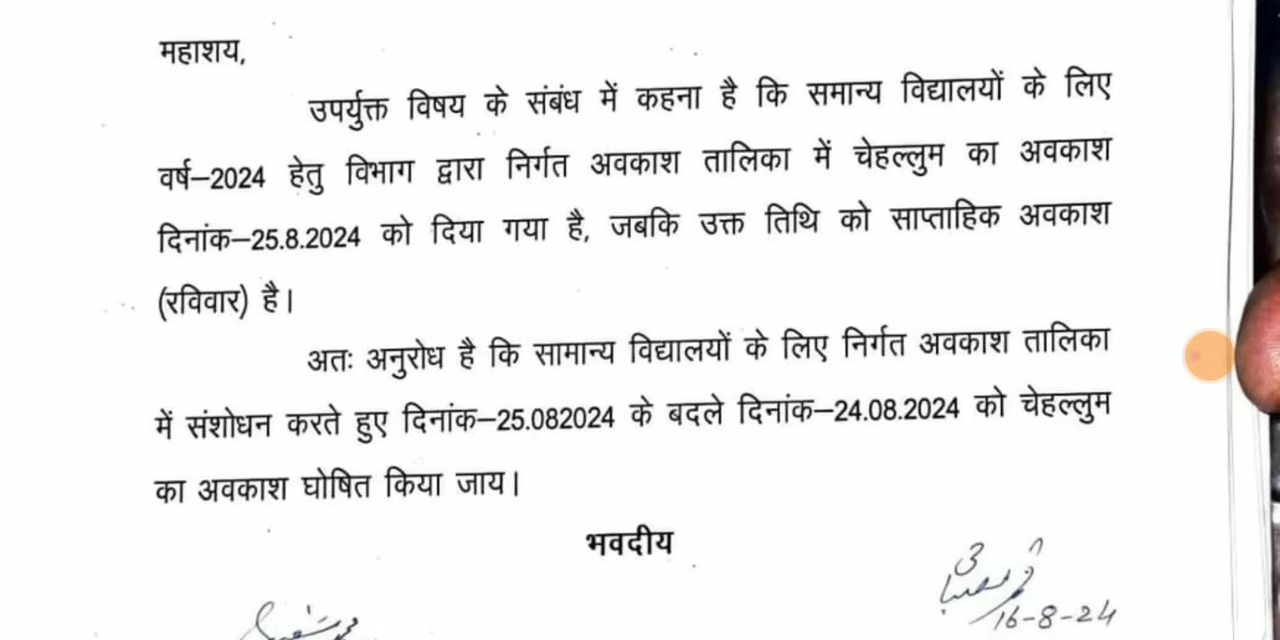 महाशय,
उपर्युक्त विषय के संबंध में कहना है कि समान्य विद्यालयों के लिए
वर्ष–2024 हेतु विभाग द्वारा निर्गत अवकाश तालिका में चेहल्लुम का अवकाश
दिनांक–25.8.2024 को दिया गया है, जबकि उक्त तिथि को साप्ताहिक अवकाश
(रविवार) है।
अतः अनुरोध है कि सामान्य विद्यालयों के लिए निर्गत अवकाश तालिका
में संशोधन करते हुए दिनांक–25.082024 के बदले दिनांक–24.08.2024 को चेहल्लुम
का अवकाश घोषित किया जाय।
भवदीय
16-8-24